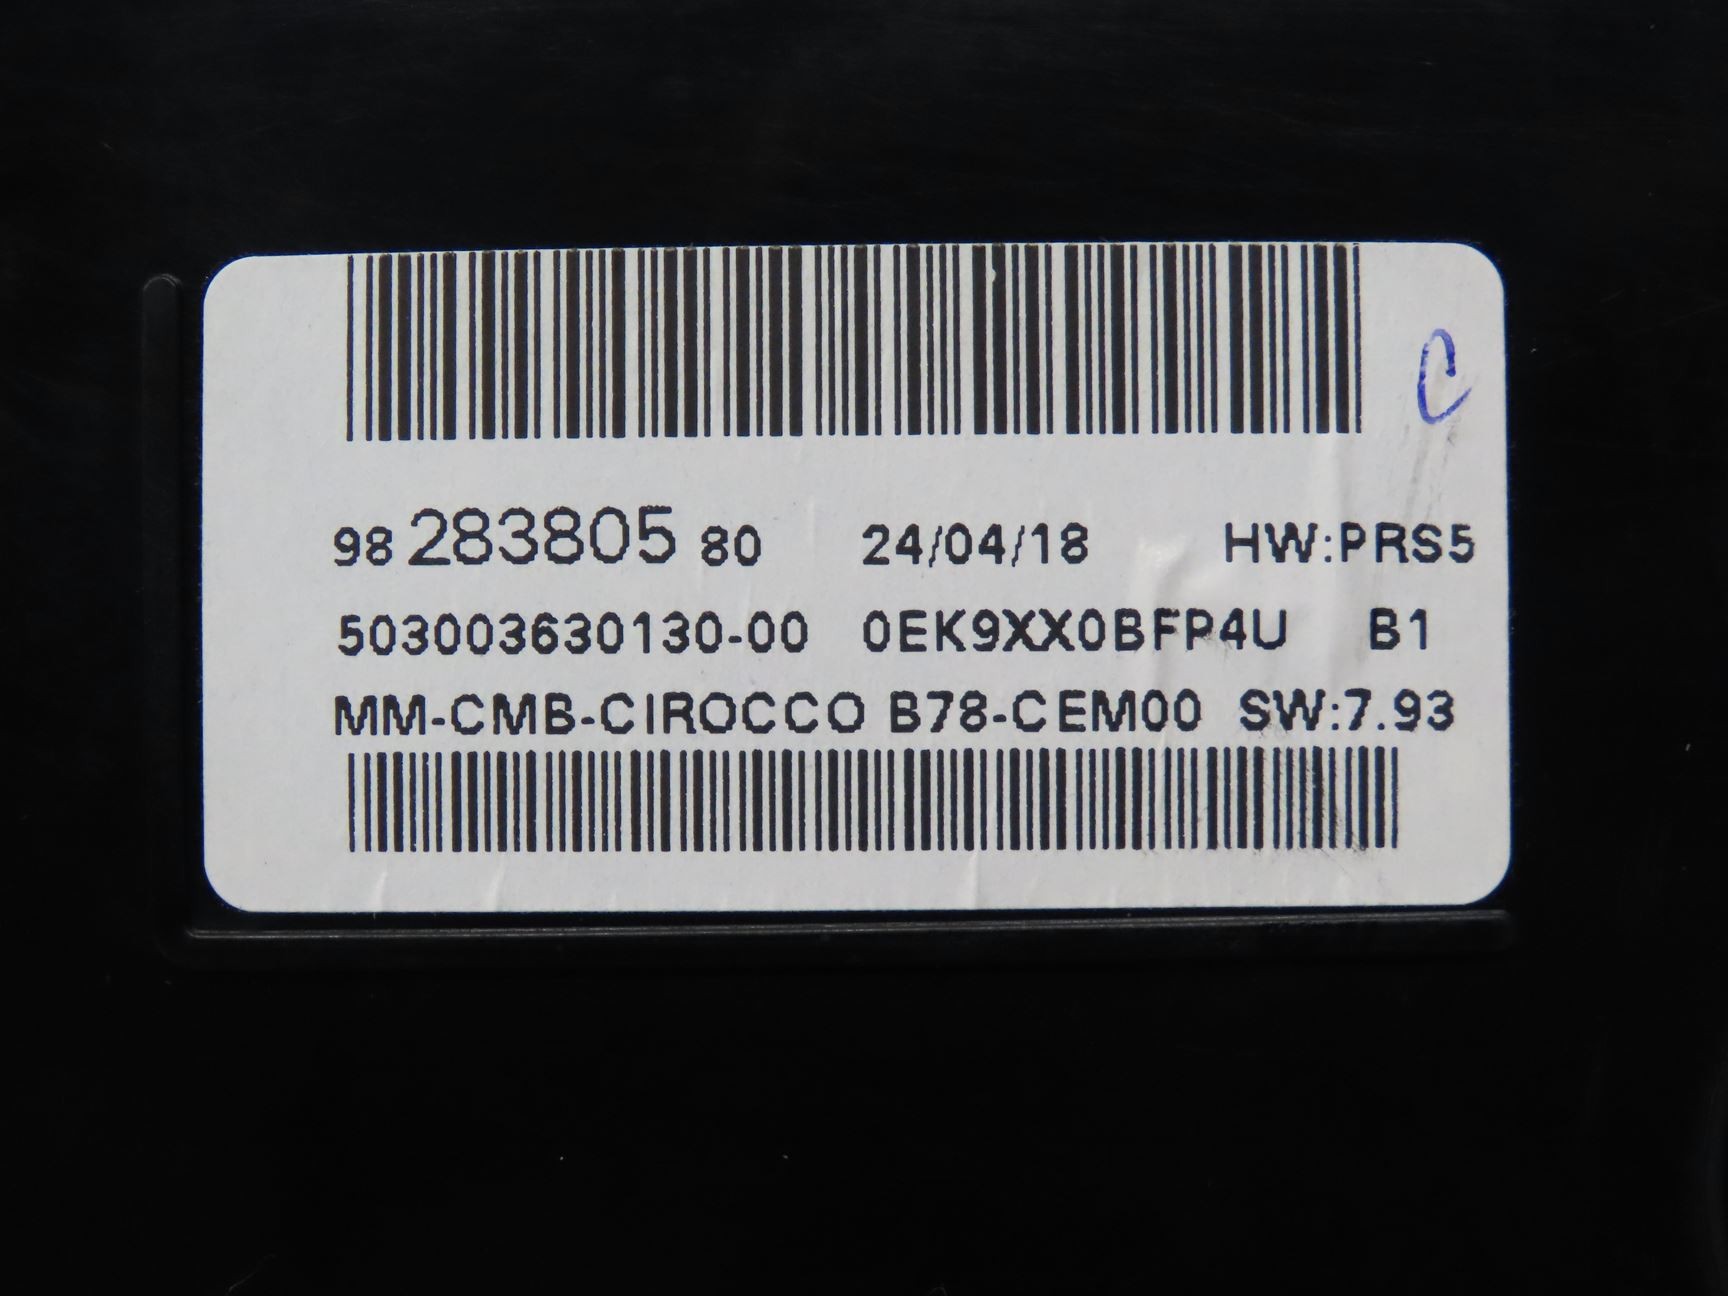 C
98 283805 80 24/04/18 HW:PRS5
503003630130-00 0EK9XX0BFP4U B1
MM-CMB-CIROCCO B78-CEM00 SW:7.93